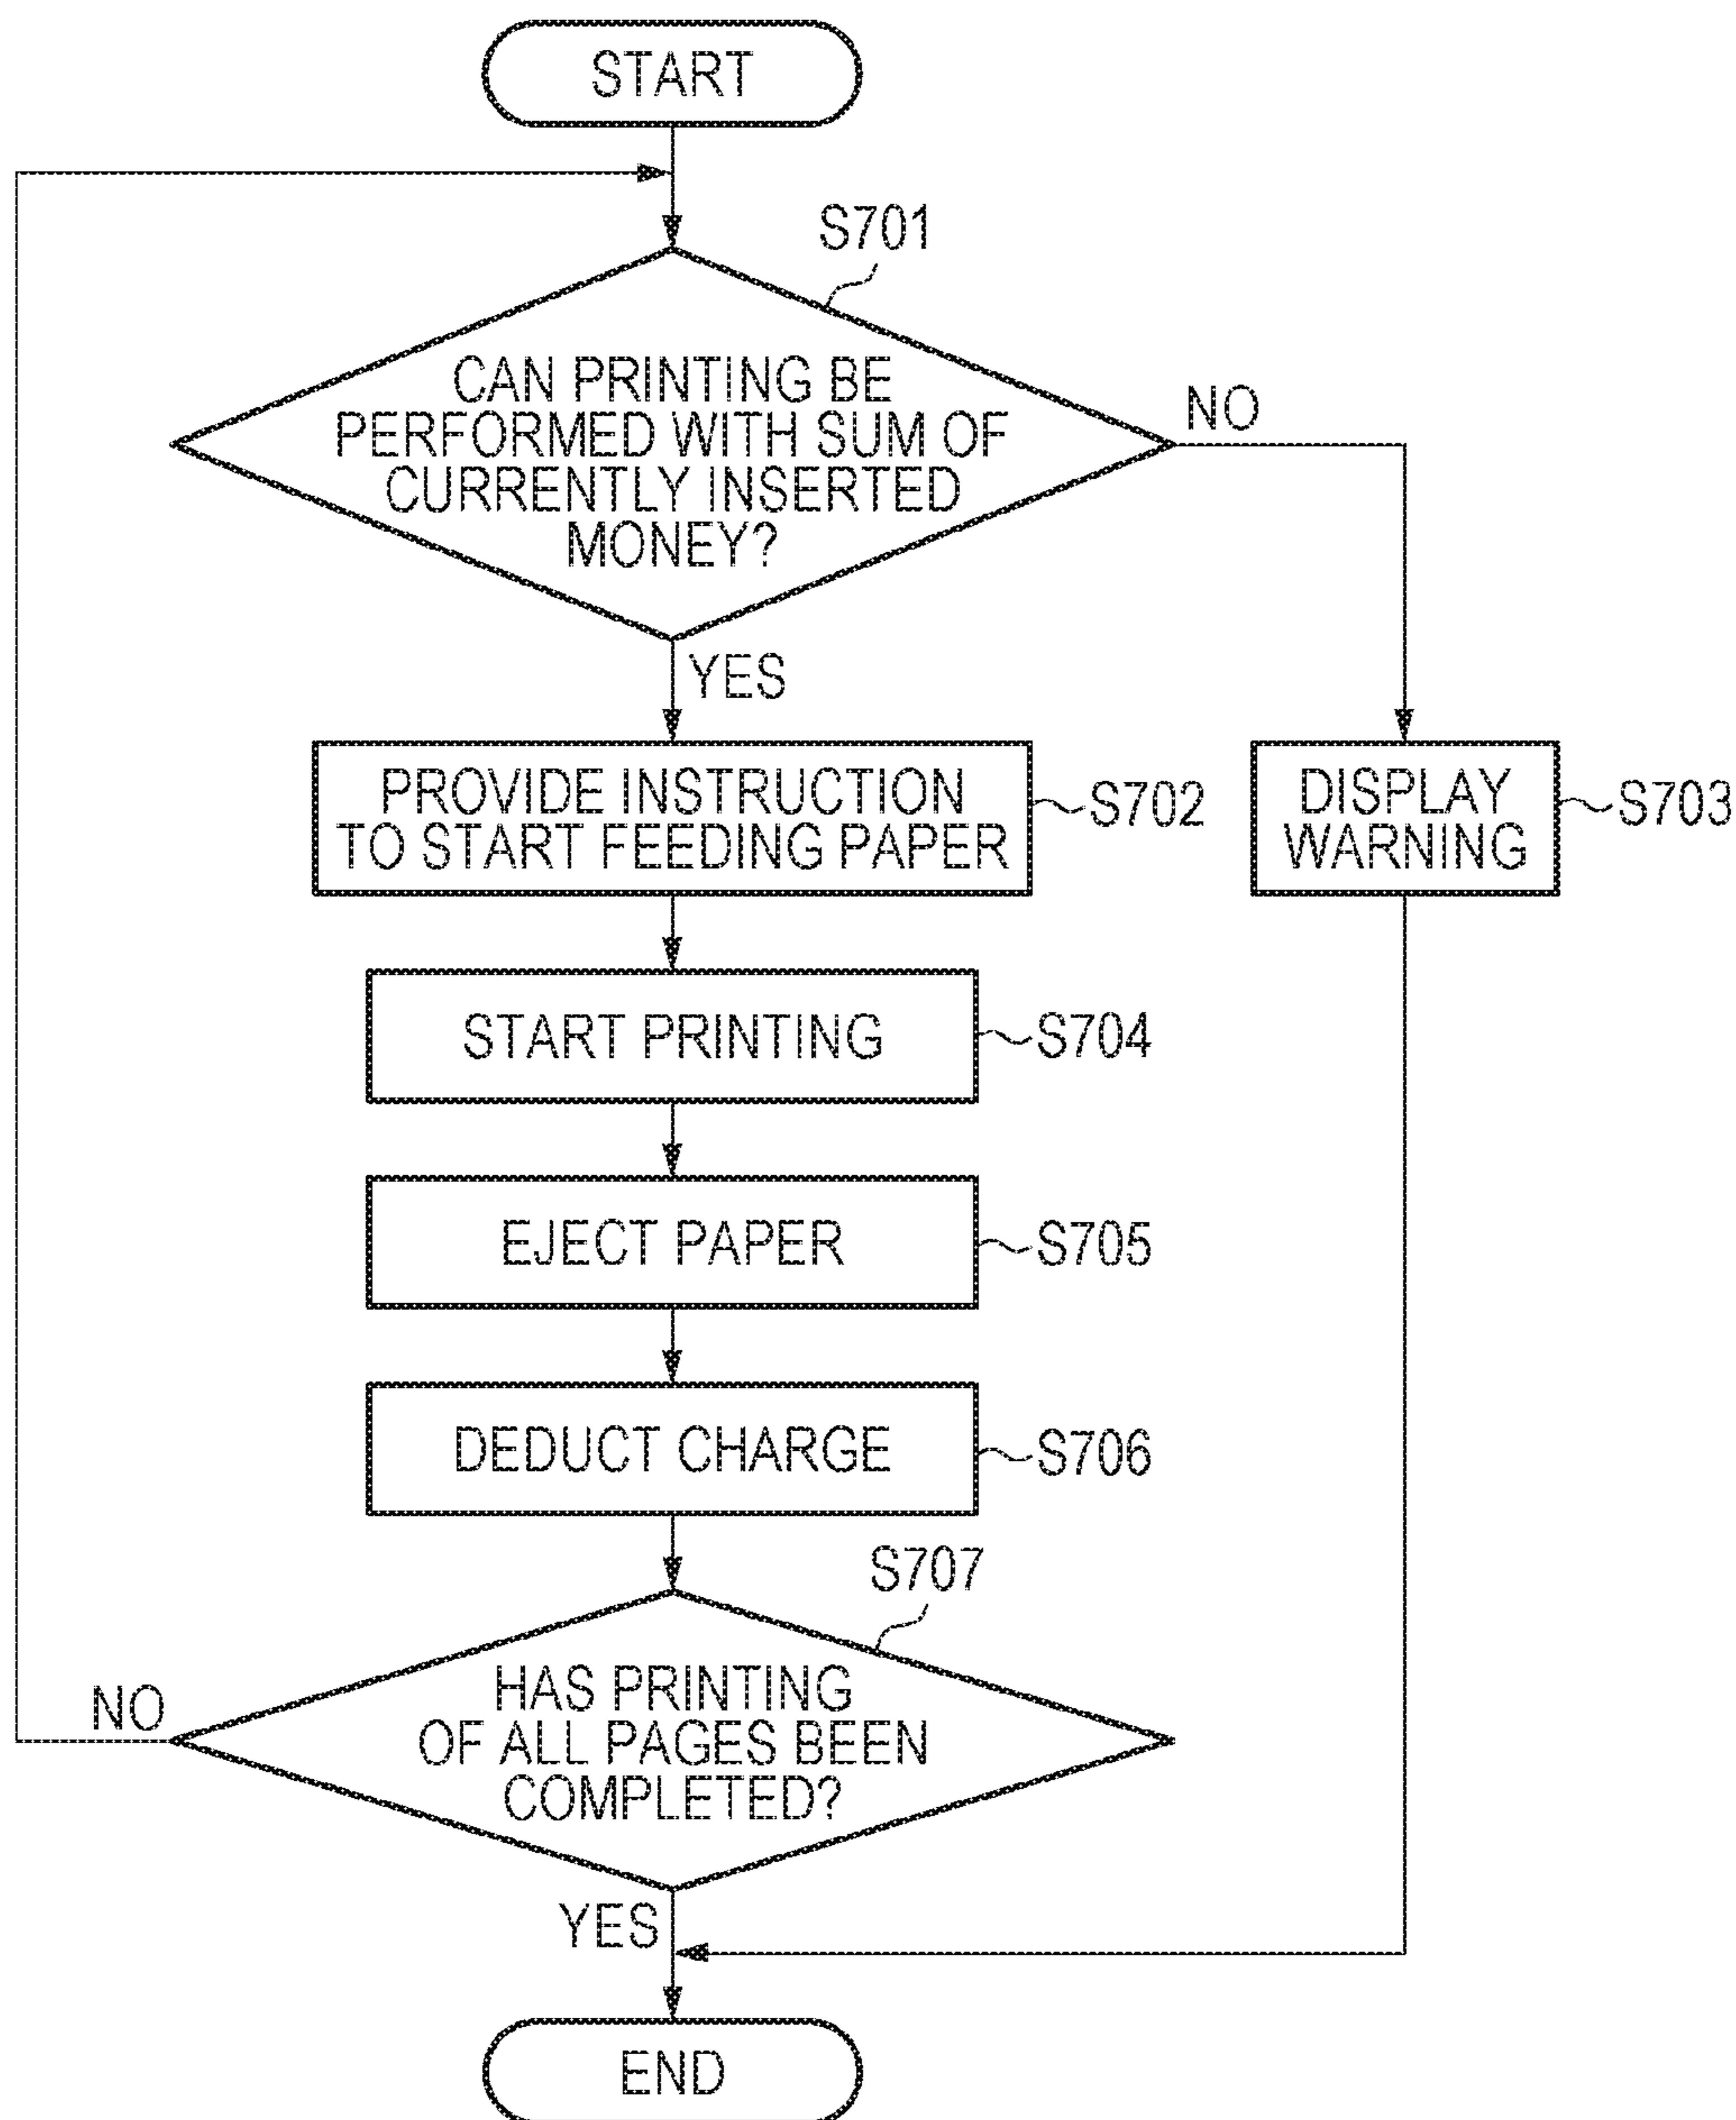 START
S701
CAN PRINTING BE
PERFORMED WITH SUM OF
CURRENTLY INSERTED
MONEY?
NO
YES
PROVIDE INSTRUCTION
TO START FEEDING PAPER
S702
DISPLAY
WARNING
S703
START PRINTING
S704
EJECT PAPER
S705
DEDUCT CHARGE
S706
S707
HAS PRINTING
OF ALL PAGES BEEN
COMPLETED?
NO
YES
END